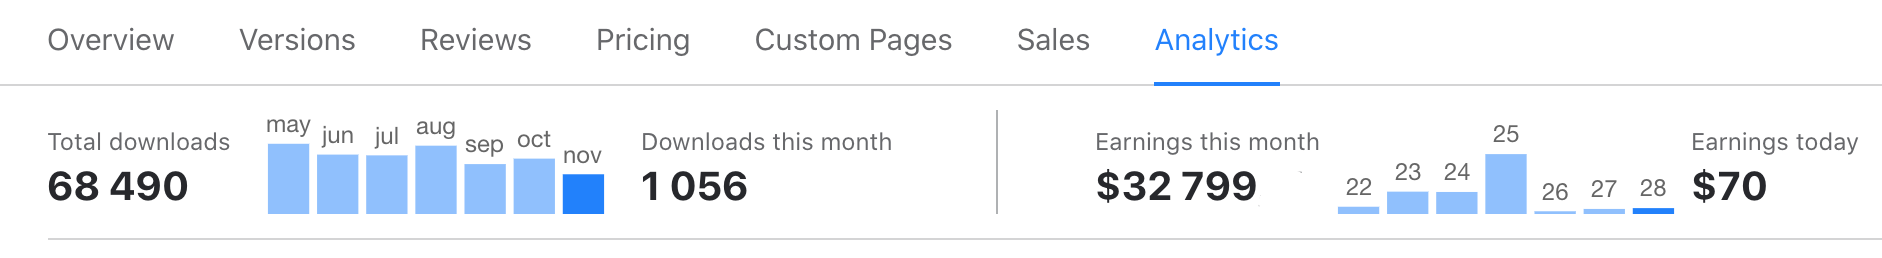 Overview Versions Reviews Pricing Custom Pages Sales Analytics
Total downloads
68 490
may jun jul aug sep oct nov
Downloads this month
1 056
Earnings this month
$32 799
22 23 24 25 26 27 28
Earnings today
$70